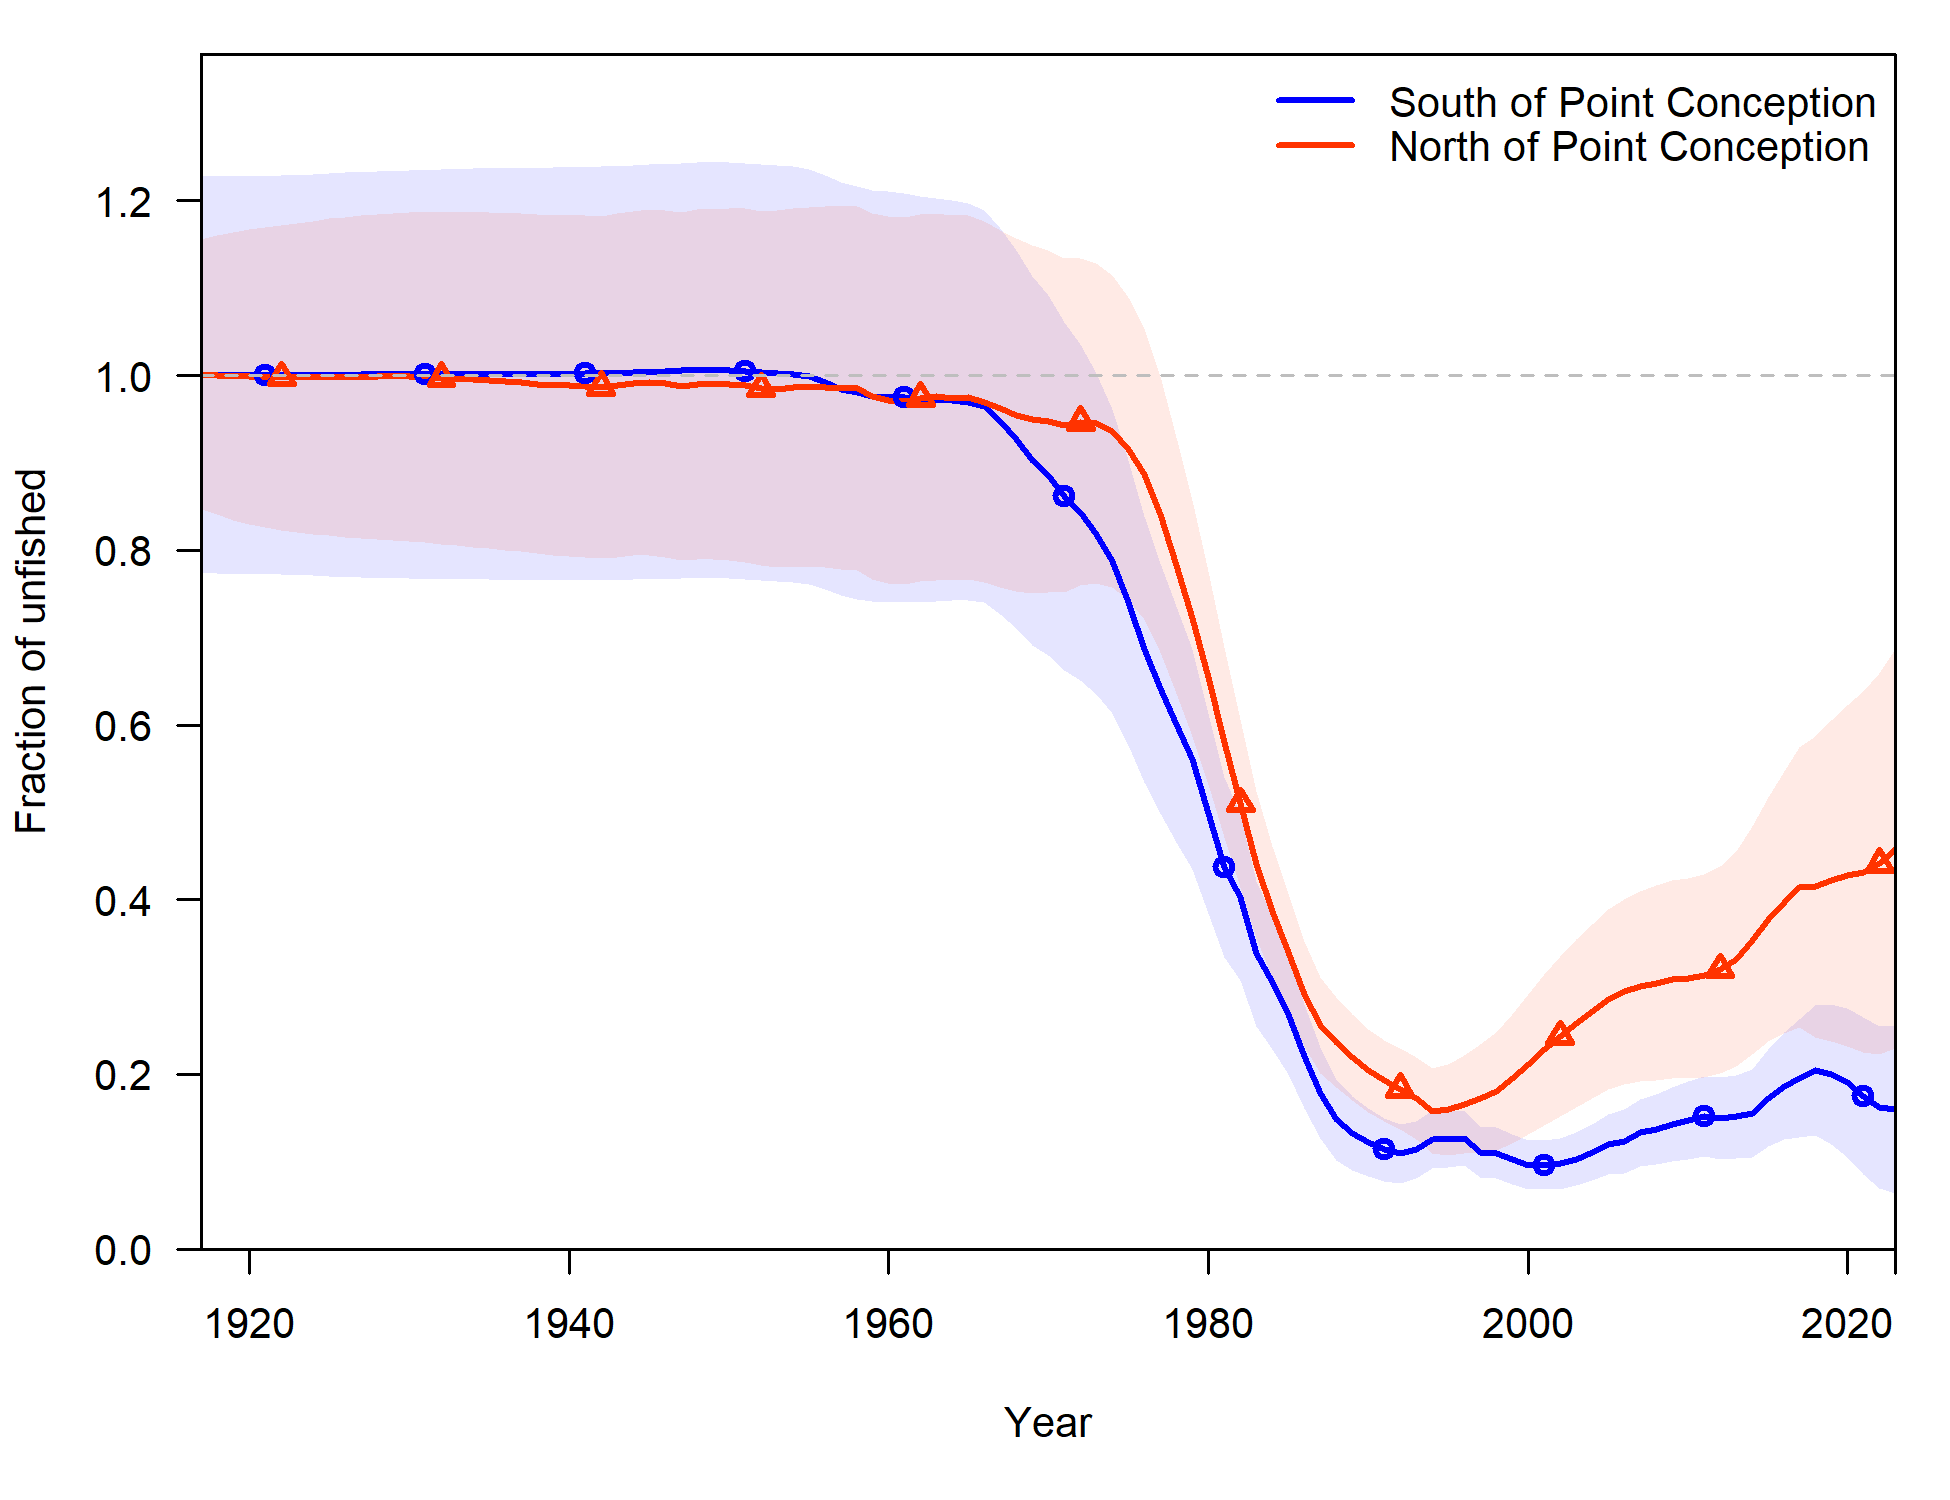 South of Point Conception
North of Point Conception
Fraction of unfished
1.2
1.0
0.8
0.6
0.4
0.2
0.0
1920 1940 1960 1980 2000 2020
Year